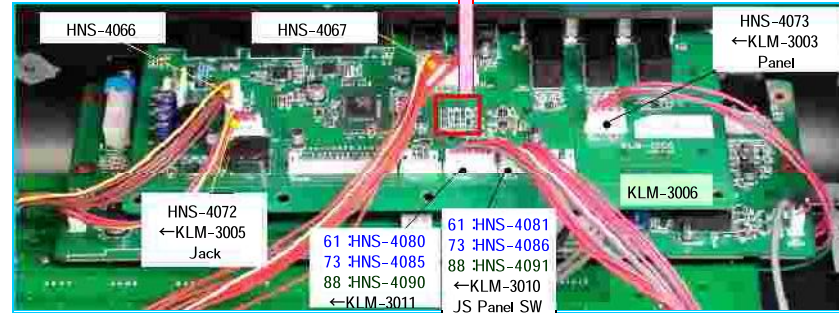 HNS-4066
HNS-4067
HNS-4073
←KLM-3003
Panel
KLM-3006
KLM-3006
HNS-4072
←KLM-3005
Jack
61 :HNS-4080
73 :HNS-4085
88 :HNS-4090
←KLM-3011
61 :HNS-4081
73 :HNS-4086
88 :HNS-4091
←KLM-3010
JS Panel SW